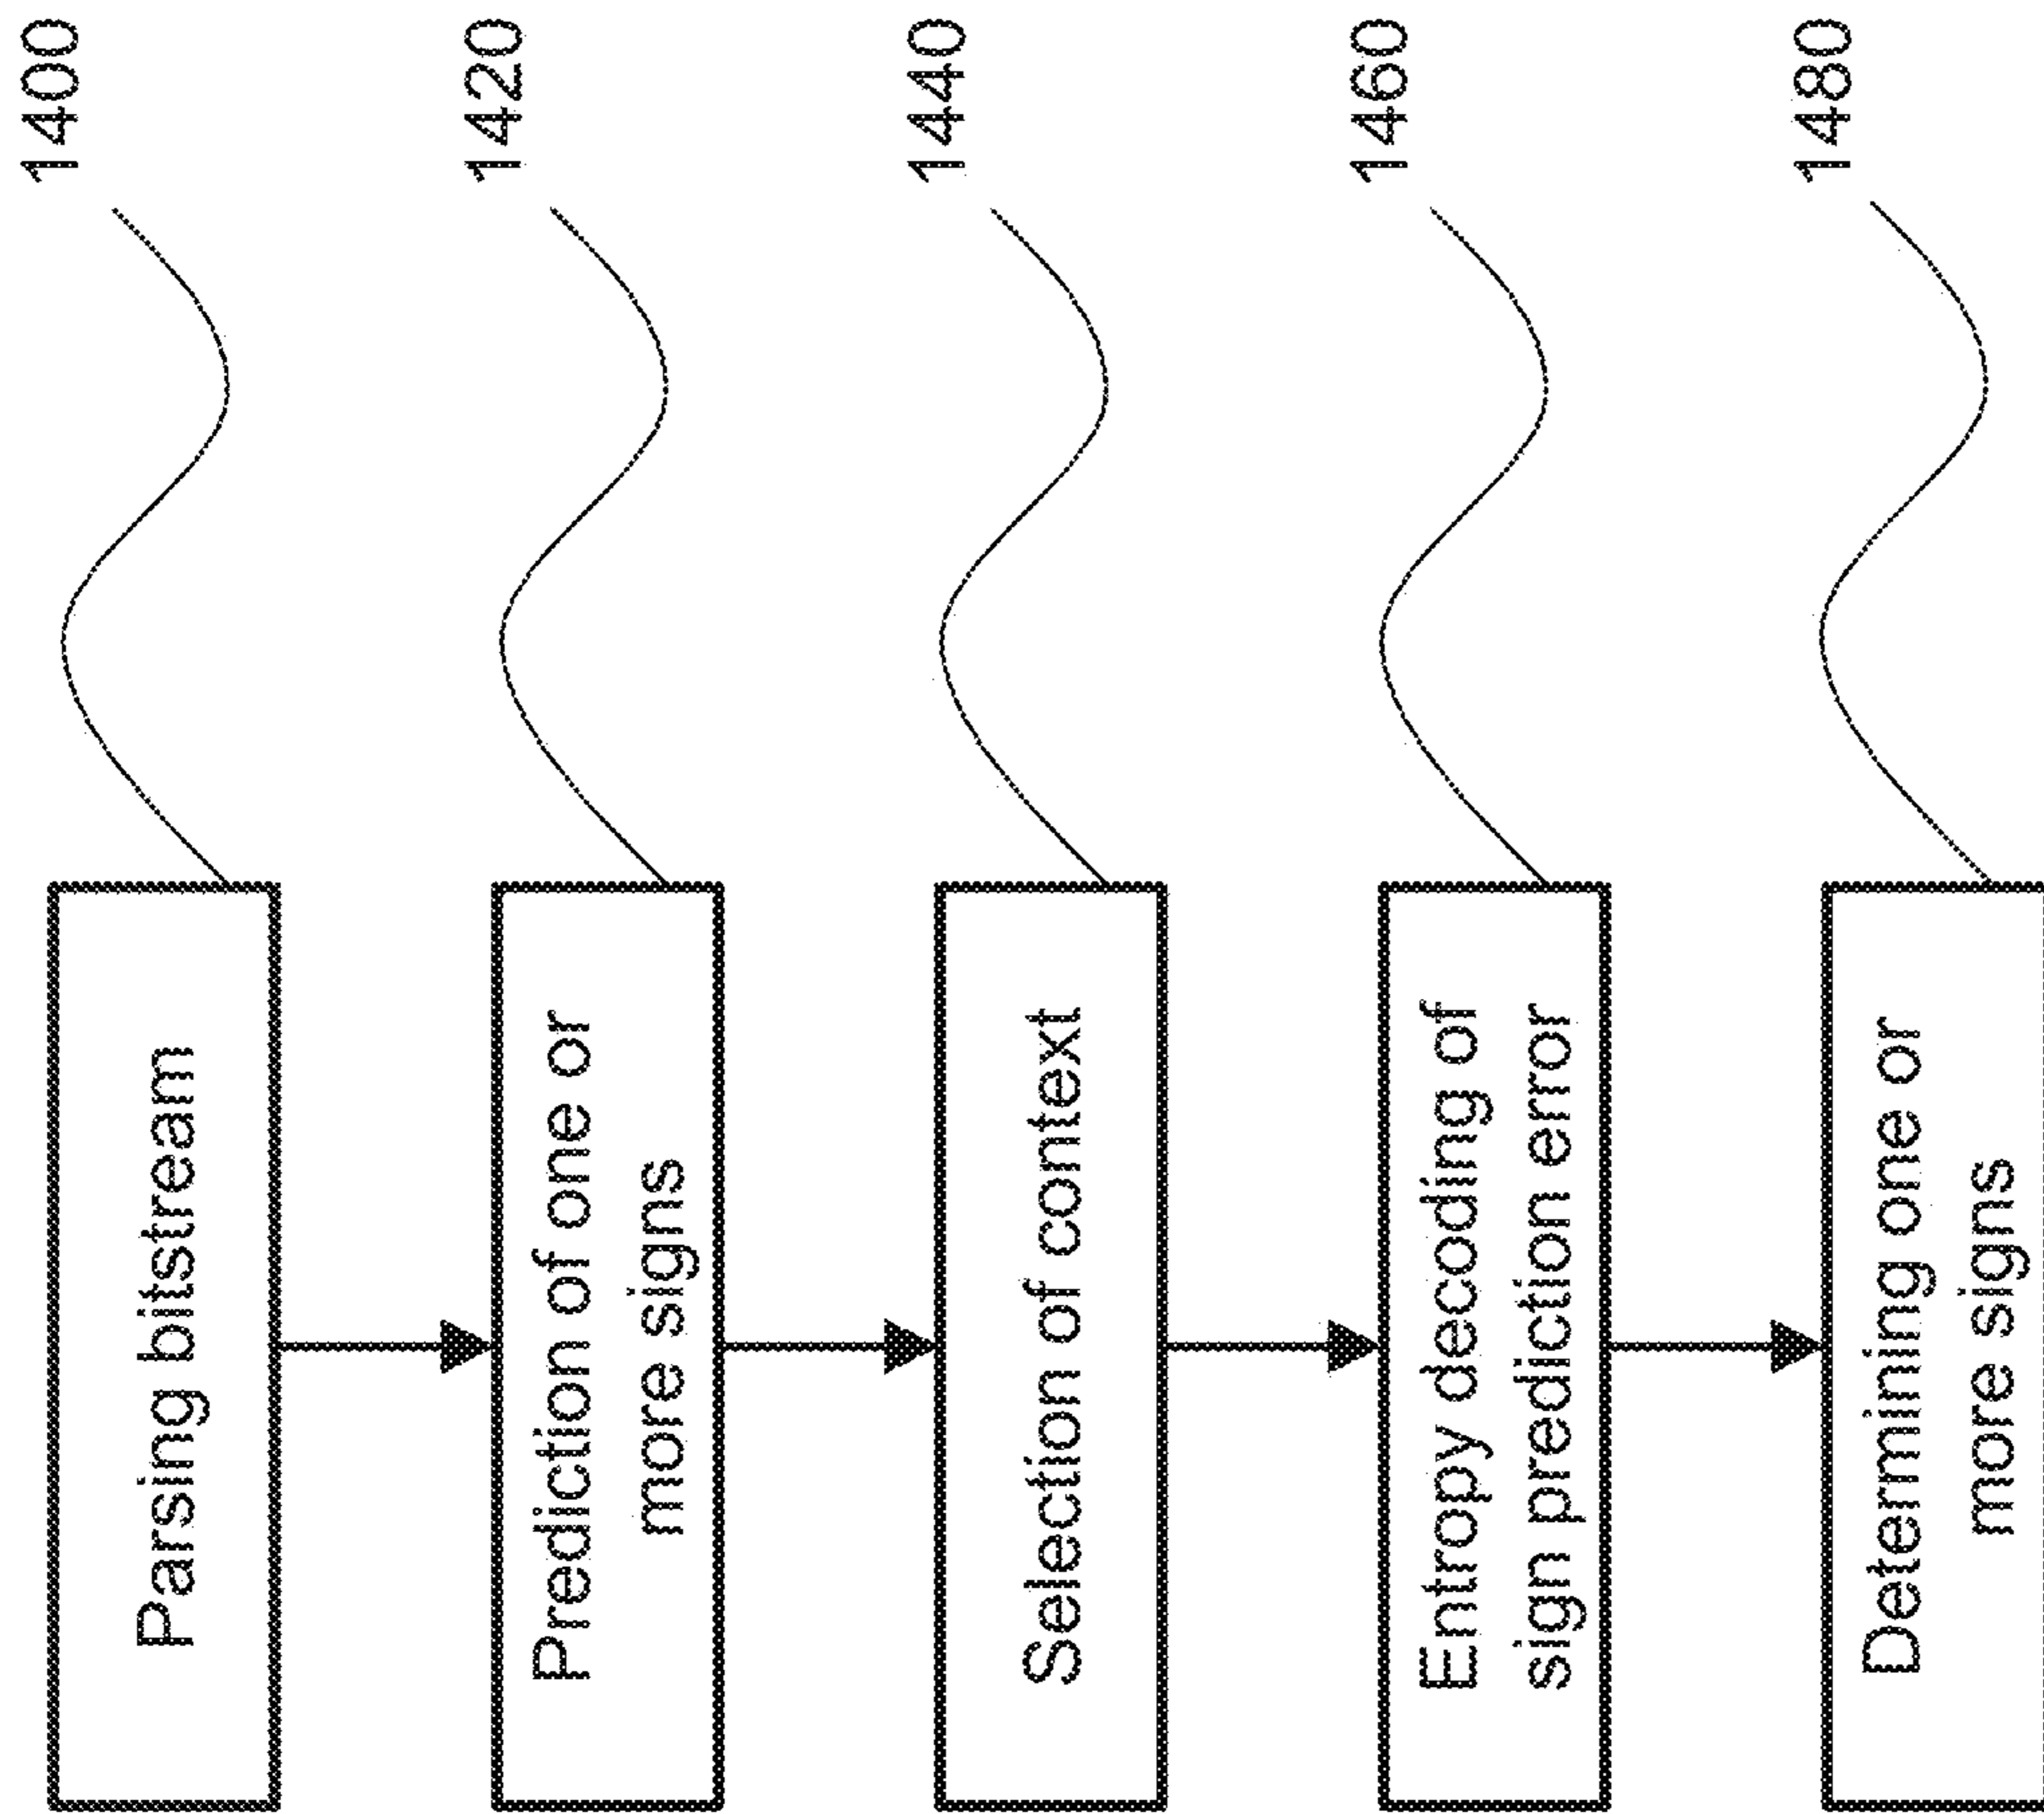 Parsing bitstream
1400
Prediction of one or
more signs
1420
Selection of context
1440
Entropy decoding of
sign prediction error
1460
Determining one or
more signs
1480